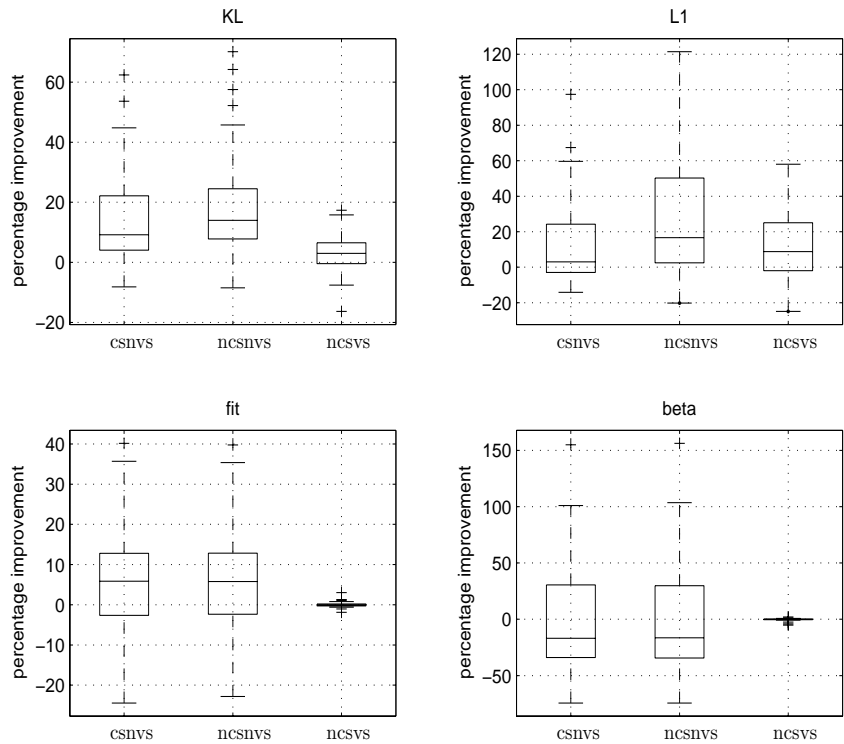 KL
percentage improvement
60
40
20
0
−20
csnvs ncsnvs ncsvs
L1
percentage improvement
120
100
80
60
40
20
0
−20
csnvs ncsnvs ncsvs
fit
percentage improvement
40
30
20
10
0
−10
−20
csnvs ncsnvs ncsvs
beta
percentage improvement
150
100
50
0
−50
csnvs ncsnvs ncsvs